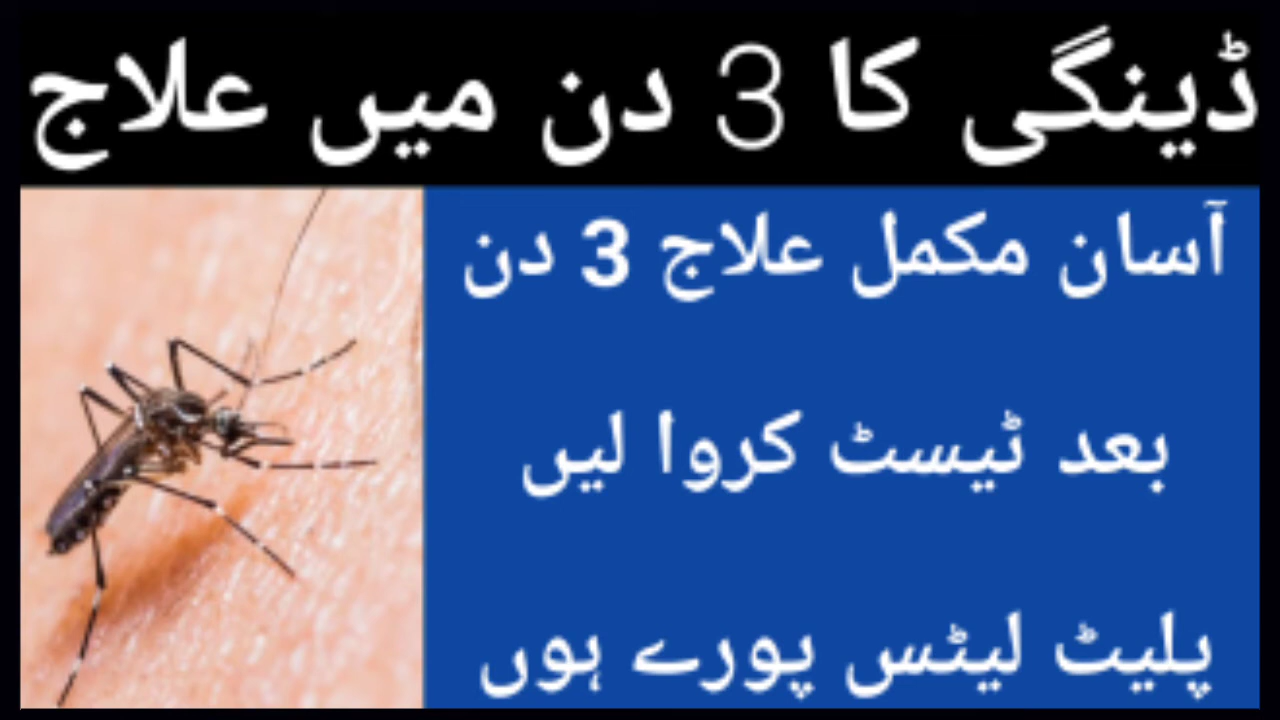 ڈینگی کا 3 دن میں علاج
آسان مکمل علاج 3 دن
بعد ٹیسٹ کروا لیں
پلیٹ لیٹس پورے ہوں